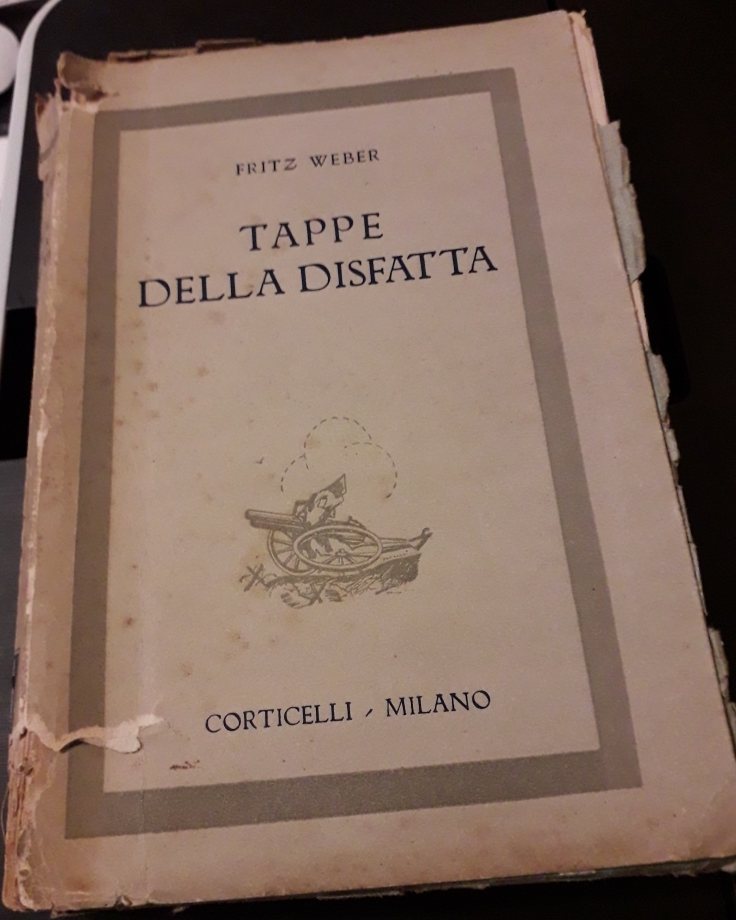 FRITZ WEBER
TAPPE
DELLA DISFATTA
CORTICELLI - MILANO